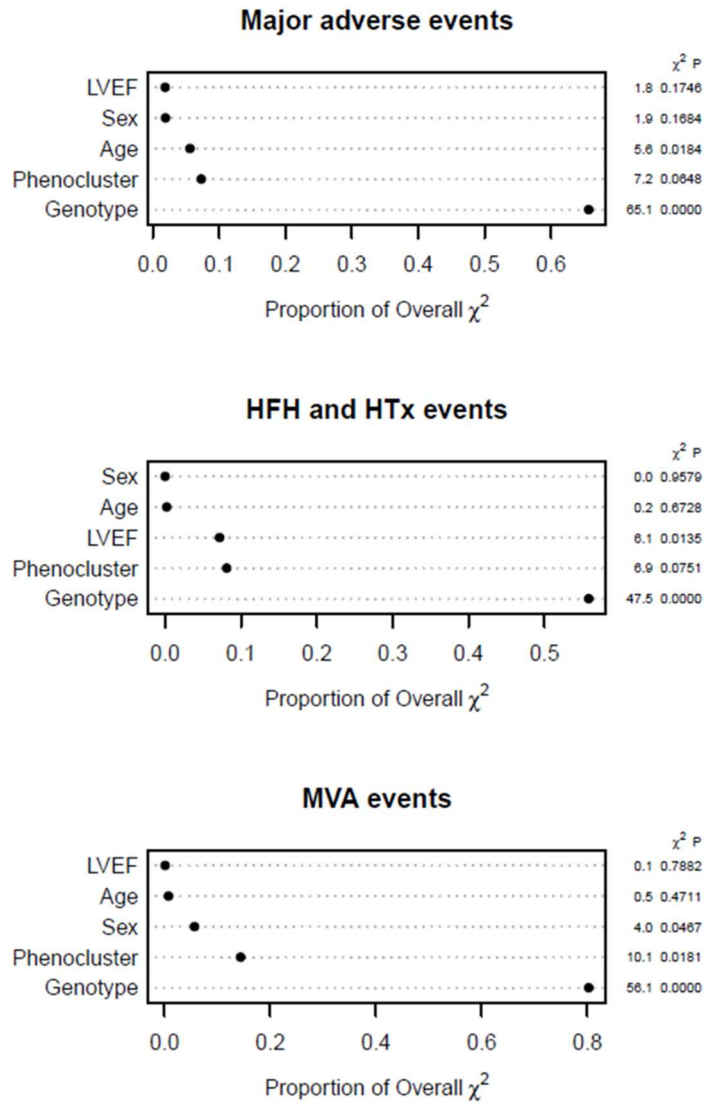 Major adverse events
χ² P
LVEF 1.8 0.1746
Sex 1.9 0.1684
Age 5.6 0.0184
Phenocluster 7.2 0.0648
Genotype 65.1 0.0000
0.0 0.1 0.2 0.3 0.4 0.5 0.6
Proportion of Overall χ²
HFH and HTx events
χ² P
Sex 0.0 0.9579
Age 0.2 0.6728
LVEF 6.1 0.0135
Phenocluster 6.9 0.0751
Genotype 47.5 0.0000
0.0 0.1 0.2 0.3 0.4 0.5
Proportion of Overall χ²
MVA events
χ² P
LVEF 0.1 0.7882
Age 0.5 0.4711
Sex 4.0 0.0467
Phenocluster 10.1 0.0181
Genotype 56.1 0.0000
0.0 0.2 0.4 0.6 0.8
Proportion of Overall χ²